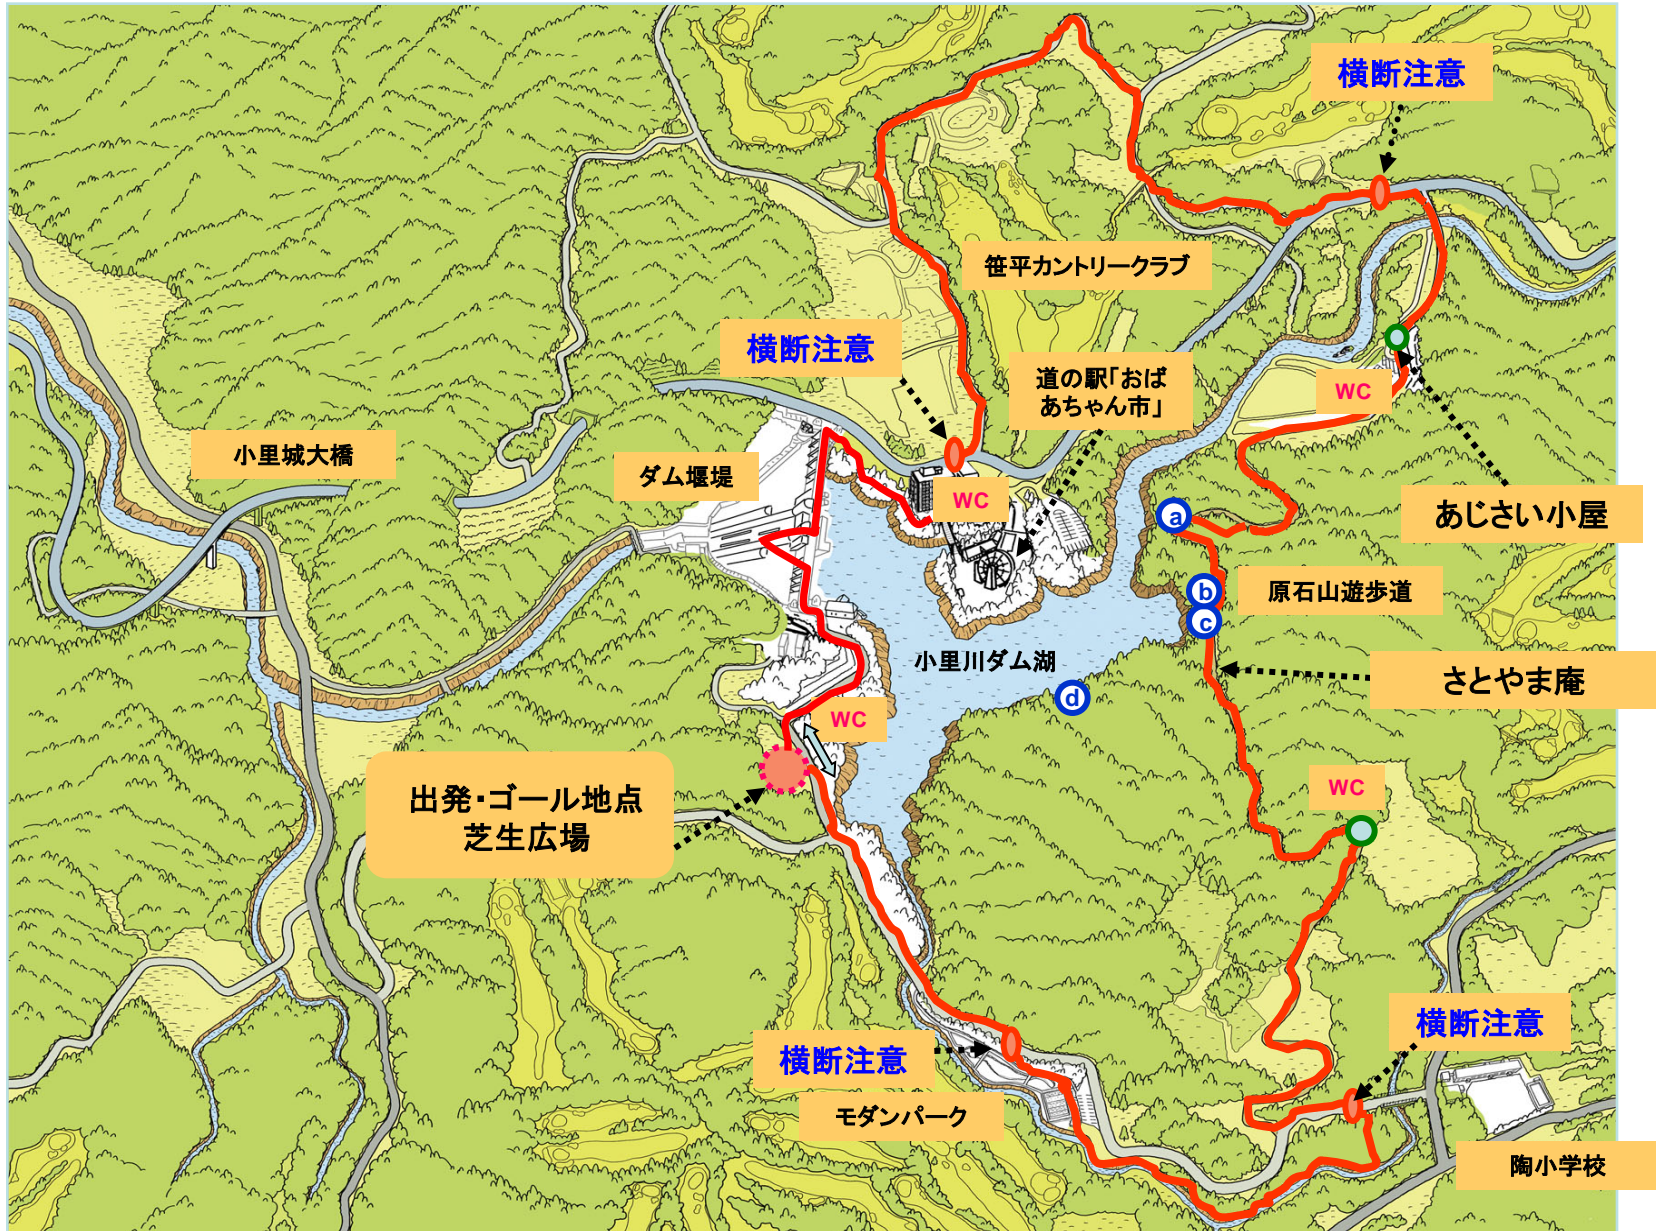 横断注意
笹平カントリークラブ
横断注意
道の駅「おば
あちゃん市」
WC
小里城大橋
ダム堰堤
WC
あじさい小屋
a
原石山遊歩道
b
c
小里川ダム湖
さとやま庵
d
WC
WC
出発・ゴール地点
芝生広場
横断注意
横断注意
モダンパーク
陶小学校